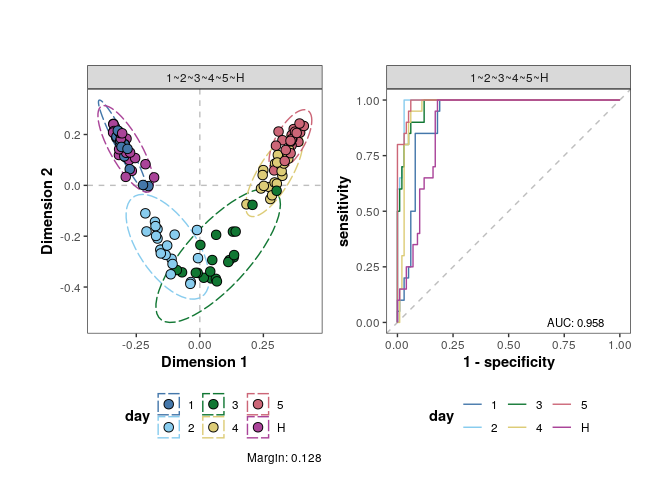 1~2~3~4~5~H
1~2~3~4~5~H
Dimension 2
0.2
0.0
-0.2
-0.4
-0.25
0.00
0.25
Dimension 1
sensitivity
1.00
0.75
0.50
0.25
0.00
AUC: 0.958
0.00
0.25
0.50
0.75
1.00
1 - specificity
day
1
3
5
2
4
H
day
1
3
5
2
4
H
Margin: 0.128